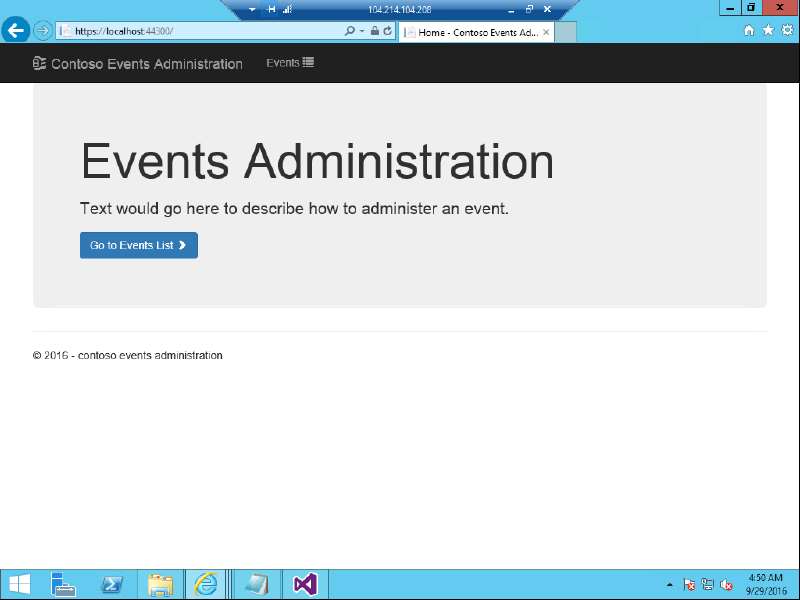 104.214.104.208
https://localhost:44300/
Home - Contoso Events Ad...
Contoso Events Administration
Events
Events Administration
Text would go here to describe how to administer an event.
Go to Events List
© 2016 - contoso events administration
4:50 AM
9/29/2016